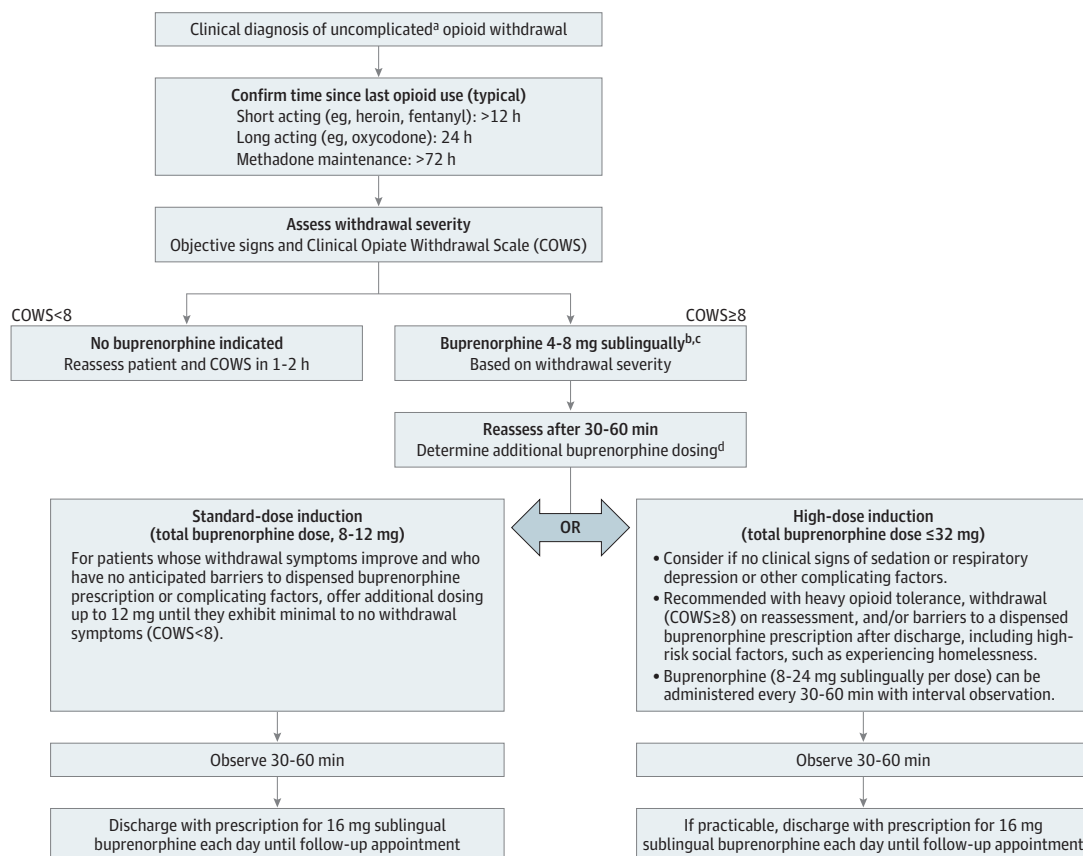 Clinical diagnosis of uncomplicatedᵃ opioid withdrawal
Confirm time since last opioid use (typical)
Short acting (eg, heroin, fentanyl): >12 h
Long acting (eg, oxycodone): 24 h
Methadone maintenance: >72 h
Assess withdrawal severity
Objective signs and Clinical Opiate Withdrawal Scale (COWS)
COWS<8
COWS≥8
No buprenorphine indicated
Reassess patient and COWS in 1-2 h
Buprenorphine 4-8 mg sublinguallyᵇ,ᶜ
Based on withdrawal severity
Reassess after 30-60 min
Determine additional buprenorphine dosingᵈ
OR
Standard-dose induction
(total buprenorphine dose, 8-12 mg)
For patients whose withdrawal symptoms improve and who
have no anticipated barriers to dispensed buprenorphine
prescription or complicating factors, offer additional dosing
up to 12 mg until they exhibit minimal to no withdrawal
symptoms (COWS<8).
High-dose induction
(total buprenorphine dose ≤32 mg)
• Consider if no clinical signs of sedation or respiratory
depression or other complicating factors.
• Recommended with heavy opioid tolerance, withdrawal
(COWS≥8) on reassessment, and/or barriers to a dispensed
buprenorphine prescription after discharge, including high-
risk social factors, such as experiencing homelessness.
• Buprenorphine (8-24 mg sublingually per dose) can be
administered every 30-60 min with interval observation.
Observe 30-60 min
Observe 30-60 min
Discharge with prescription for 16 mg sublingual
buprenorphine each day until follow-up appointment
If practicable, discharge with prescription for 16 mg
sublingual buprenorphine each day until follow-up appointment